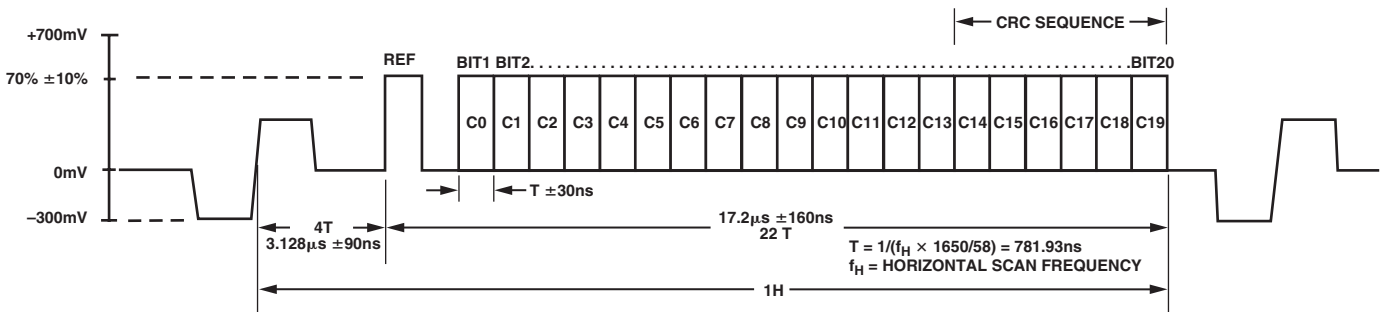 CRC SEQUENCE
+700mV
REF
BIT1 BIT2. . . . . . . . . . . . . . . . . . . . . . . . . . . . . . . . . . . . . . . . . . . . . . . . . . . . . . . . . . .BIT20
70% ±10%
C0 C1 C2 C3 C4 C5 C6 C7 C8 C9 C10 C11 C12 C13 C14 C15 C16 C17 C18 C19
0mV
T ±30ns
–300mV
4T
3.128µs ±90ns
17.2µs ±160ns
22 T
T = 1/(fH × 1650/58) = 781.93ns
fH = HORIZONTAL SCAN FREQUENCY
1H